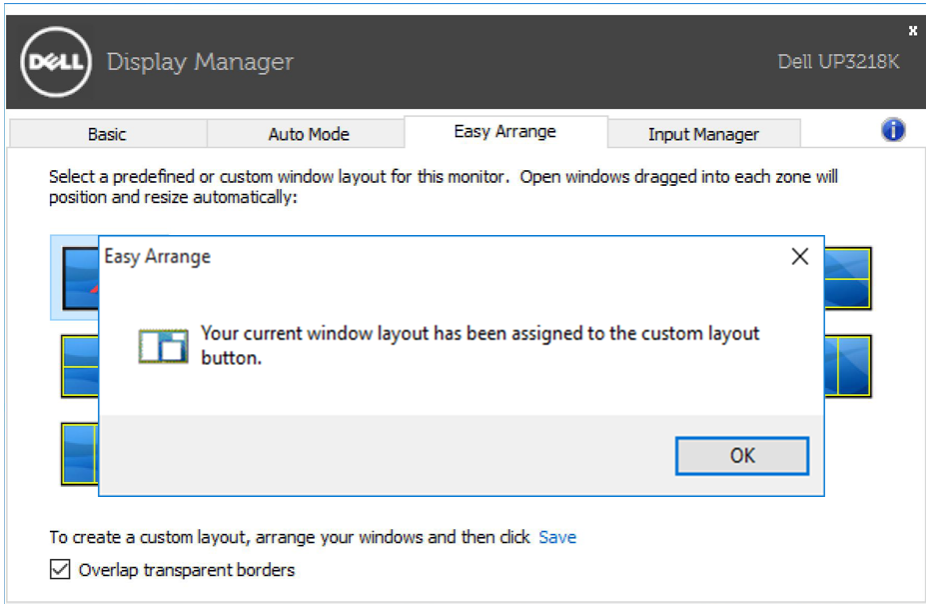 DELL
Display Manager
x
Dell UP3218K
Basic
Auto Mode
Easy Arrange
Input Manager
i
Select a predefined or custom window layout for this monitor.  Open windows dragged into each zone will
position and resize automatically:
Easy Arrange
Your current window layout has been assigned to the custom layout
button.
OK
To create a custom layout, arrange your windows and then click Save
Overlap transparent borders